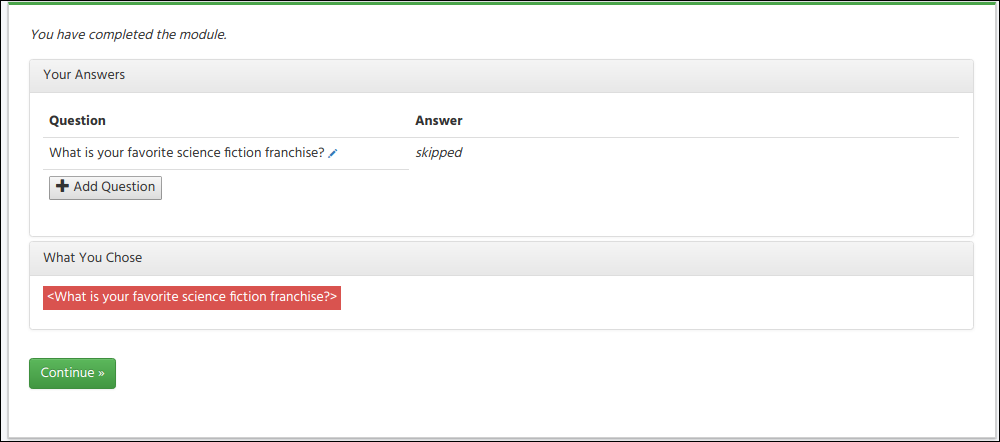 You have completed the module.
Your Answers
Question Answer
What is your favorite science fiction franchise? skipped
Add Question
What You Chose
<What is your favorite science fiction franchise?>
Continue »